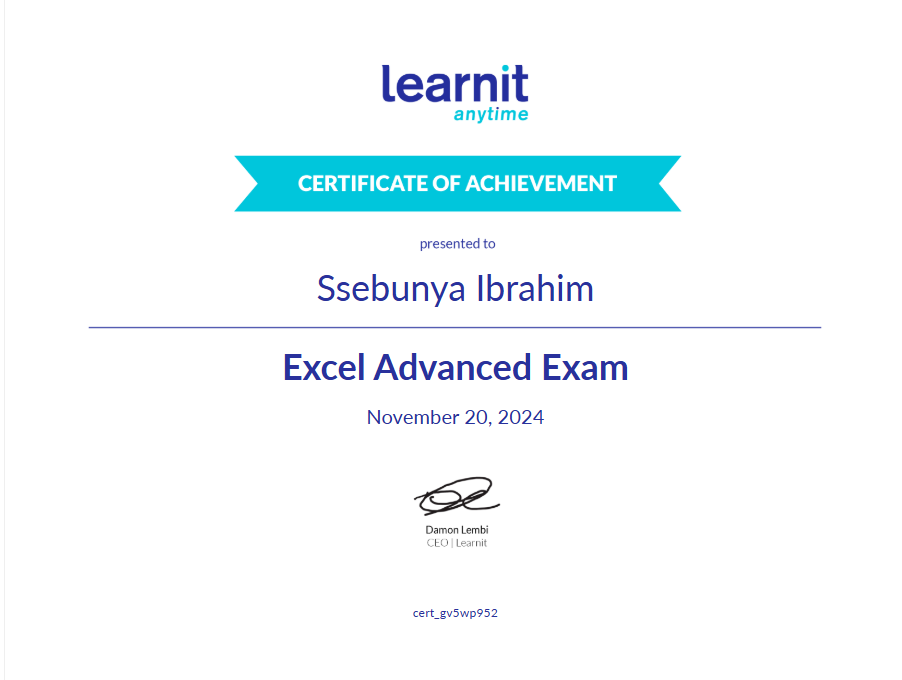 learnit
anytime
CERTIFICATE OF ACHIEVEMENT
presented to
Ssebunya Ibrahim
Excel Advanced Exam
November 20, 2024
Damon Lembi
CEO | Learnit
cert_gv5wp952